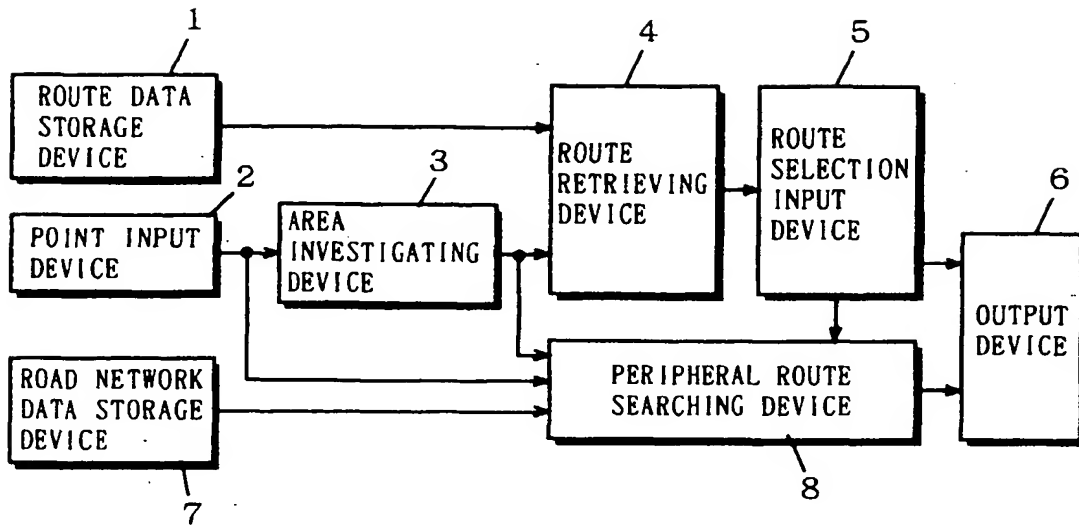 1
ROUTE DATA
STORAGE
DEVICE
2
POINT INPUT
DEVICE
3
AREA
INVESTIGATING
DEVICE
4
ROUTE
RETRIEVING
DEVICE
5
ROUTE
SELECTION
INPUT
DEVICE
6
OUTPUT
DEVICE
ROAD NETWORK
DATA STORAGE
DEVICE
7
PERIPHERAL ROUTE
SEARCHING DEVICE
8